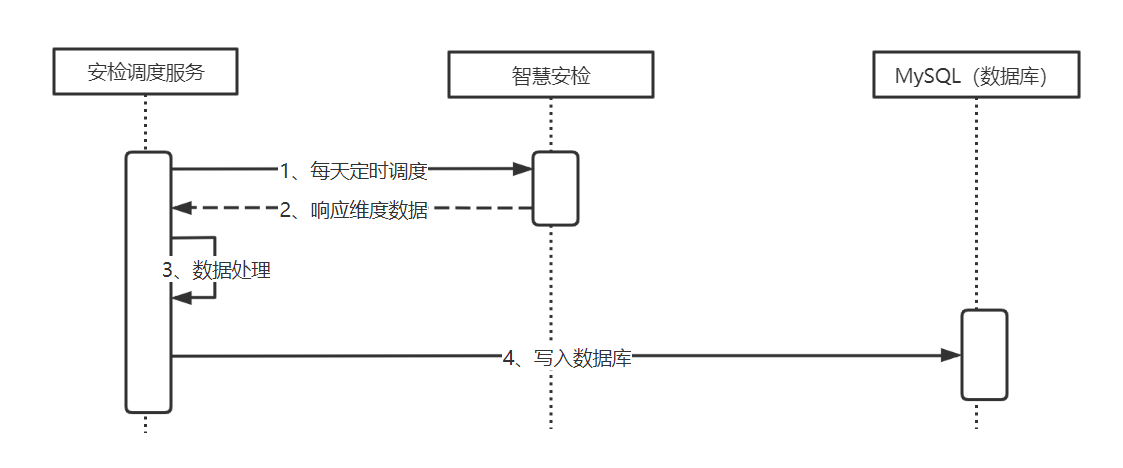 安检调度服务
智慧安检
MySQL（数据库）
1、每天定时调度
2、响应维度数据
3、数据处理
4、写入数据库